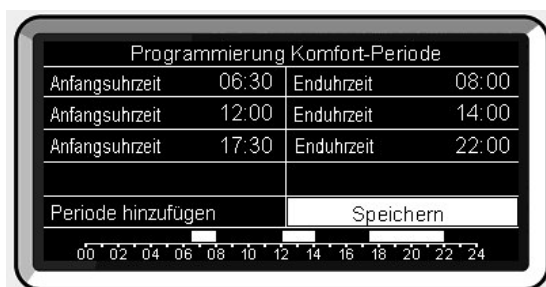 Programmierung Komfort-Periode
Anfangsuhrzeit 06:30 Enduhrzeit 08:00
Anfangsuhrzeit 12:00 Enduhrzeit 14:00
Anfangsuhrzeit 17:30 Enduhrzeit 22:00
Periode hinzufügen Speichern
00 02 04 06 08 10 12 14 16 18 20 22 24